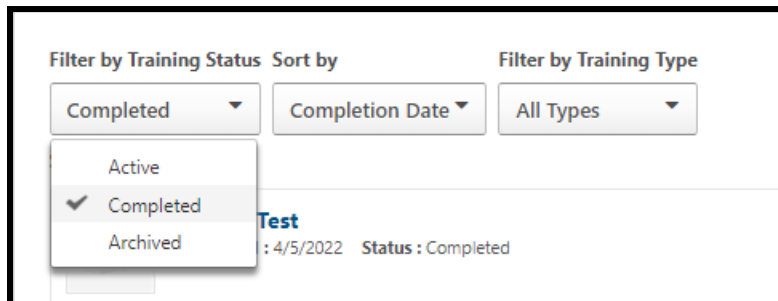 Filter by Training Status Sort by Filter by Training Type
Completed Completion Date All Types
Active
Completed
Archived
Test
: 4/5/2022 Status : Completed